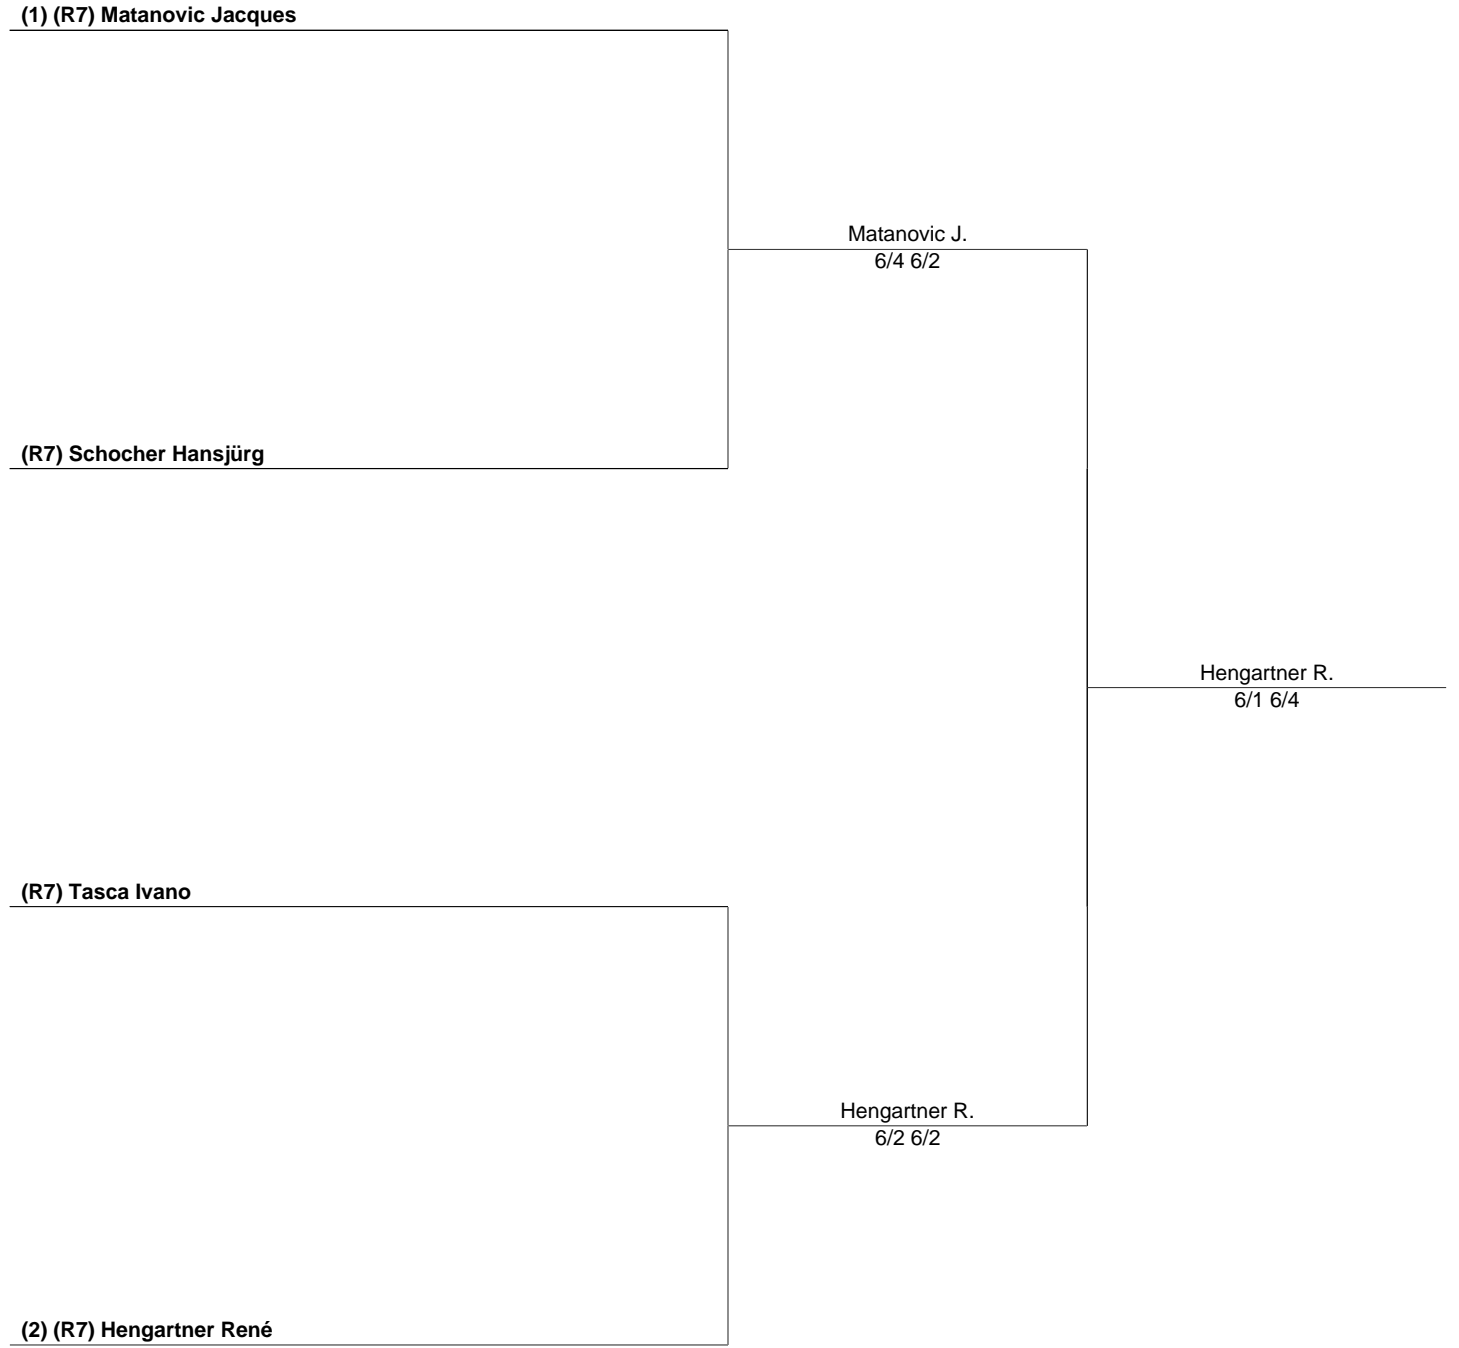 (1) (R7) Matanovic Jacques
Matanovic J.
6/4 6/2
(R7) Schocher Hansjürg
Hengartner R.
6/1 6/4
(R7) Tasca Ivano
Hengartner R.
6/2 6/2
(2) (R7) Hengartner René